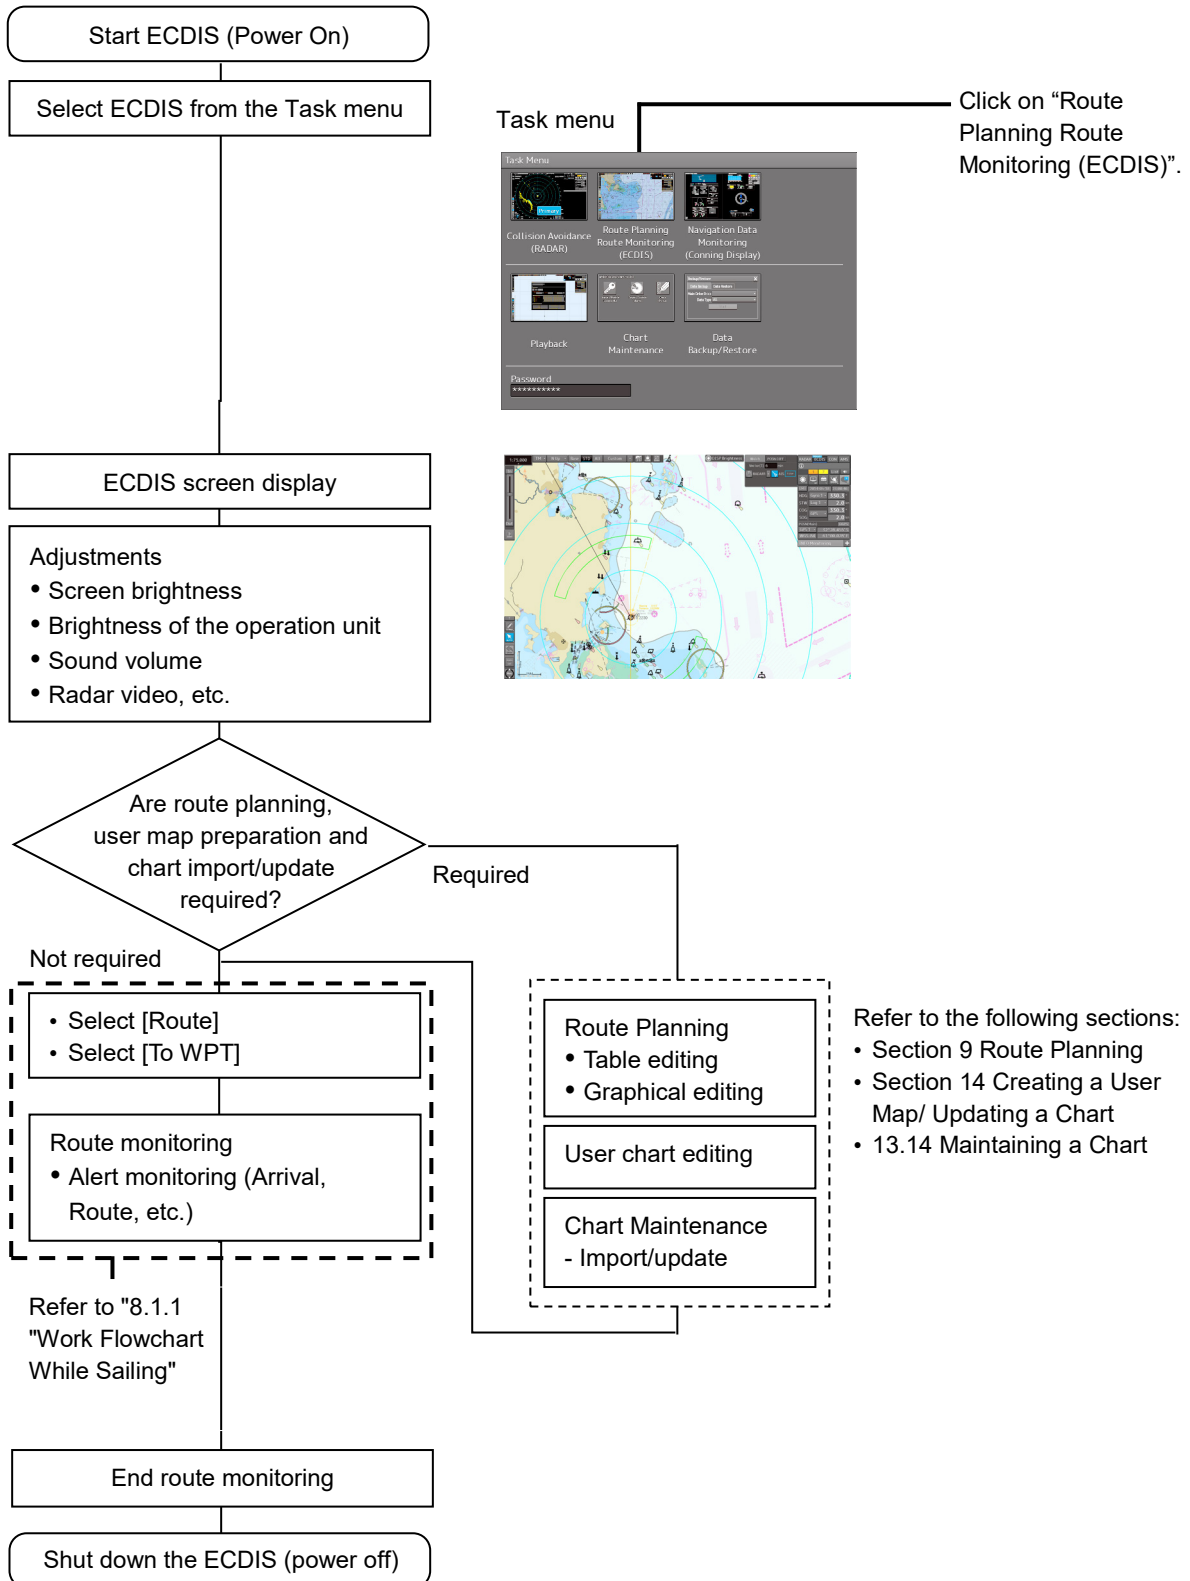 Start ECDIS (Power On)
Select ECDIS from the Task menu
Task menu
Click on “Route
Planning Route
Monitoring (ECDIS)”.
Task Menu
Primary
Collision Avoidance
(RADAR)
Route Planning
Route Monitoring
(ECDIS)
Navigation Data
Monitoring
(Conning Display)
Playback
Chart
Maintenance
Data
Backup/Restore
Password
**********
ECDIS screen display
1:75,000
Adjustments
• Screen brightness
• Brightness of the operation unit
• Sound volume
• Radar video, etc.
Are route planning,
user map preparation and
chart import/update
required?
Required
Not required
• Select [Route]
• Select [To WPT]
Route monitoring
• Alert monitoring (Arrival,
Route, etc.)
Refer to "8.1.1
"Work Flowchart
While Sailing"
Route Planning
• Table editing
• Graphical editing
User chart editing
Chart Maintenance
- Import/update
Refer to the following sections:
• Section 9 Route Planning
• Section 14 Creating a User
Map/ Updating a Chart
• 13.14 Maintaining a Chart
End route monitoring
Shut down the ECDIS (power off)